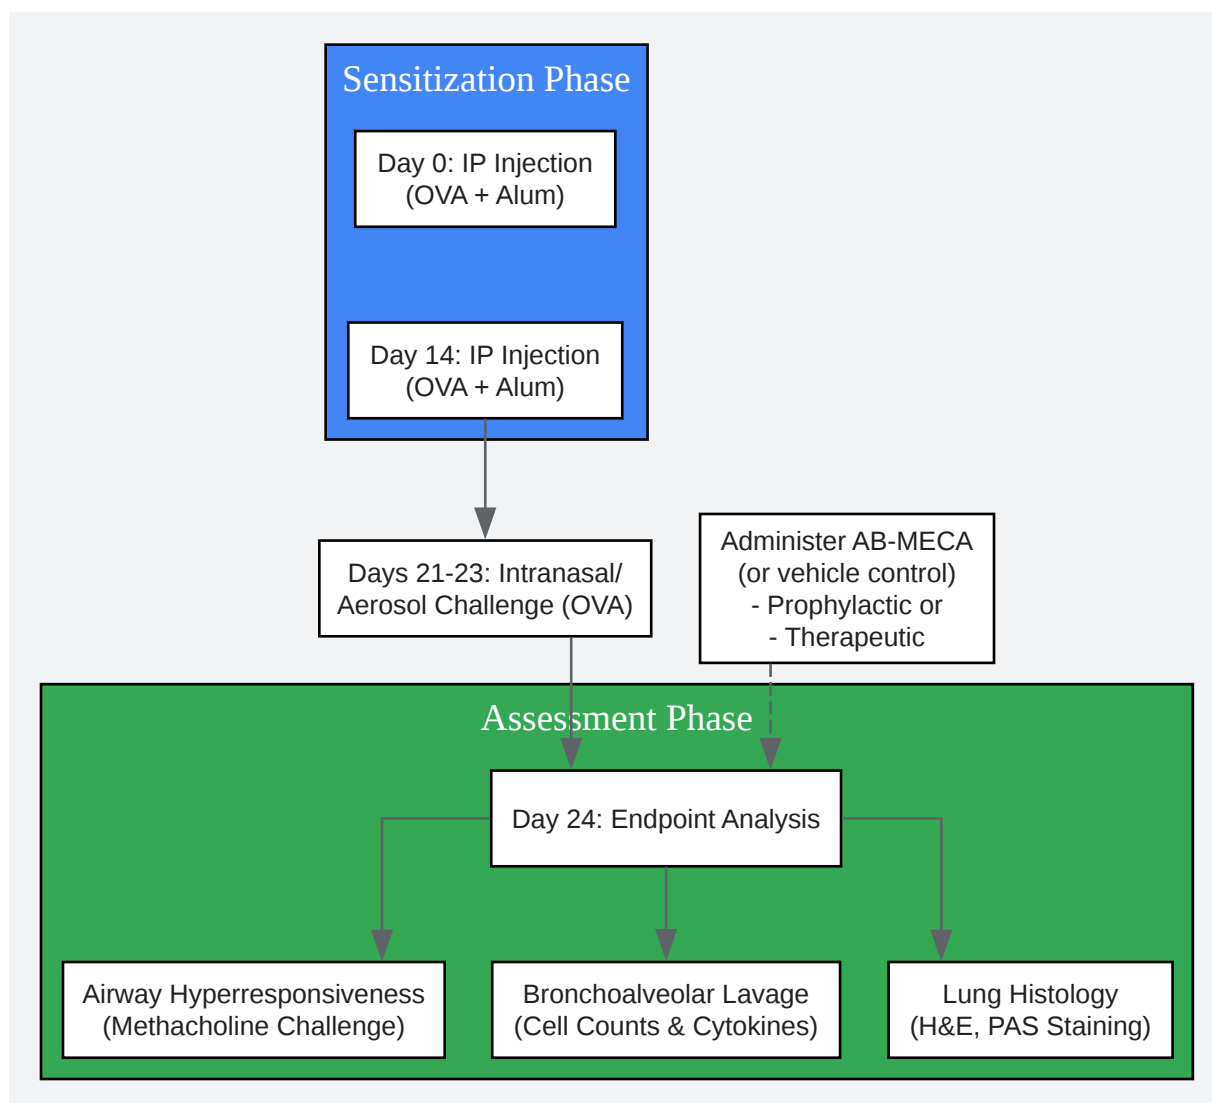 Sensitization Phase
Day 0: IP Injection
(OVA + Alum)
Day 14: IP Injection
(OVA + Alum)
Days 21-23: Intranasal/
Aerosol Challenge (OVA)
Administer AB-MECA
(or vehicle control)
- Prophylactic or
- Therapeutic
Assessment Phase
Day 24: Endpoint Analysis
Airway Hyperresponsiveness
(Methacholine Challenge)
Bronchoalveolar Lavage
(Cell Counts & Cytokines)
Lung Histology
(H&E, PAS Staining)